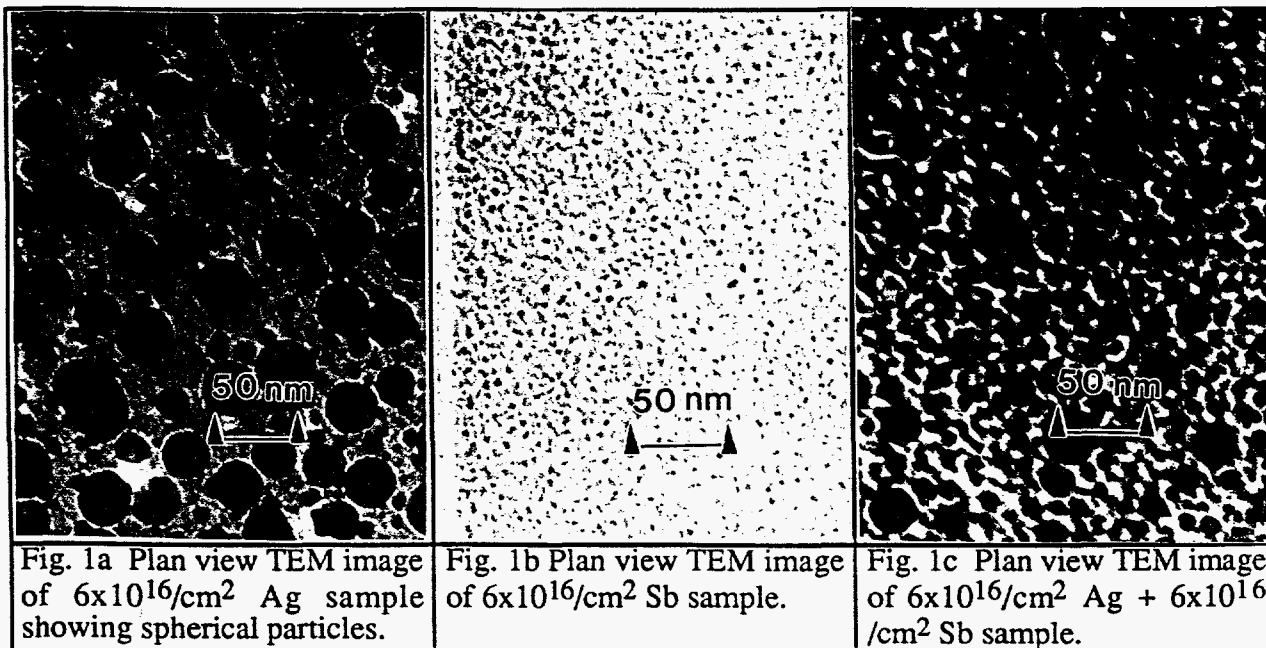 50 nm
50 nm
50 nm
Fig. 1a Plan view TEM image
of 6x10¹⁶/cm² Ag sample
showing spherical particles.
Fig. 1b Plan view TEM image
of 6x10¹⁶/cm² Sb sample.
Fig. 1c Plan view TEM image
of 6x10¹⁶/cm² Ag + 6x10¹⁶
/cm² Sb sample.